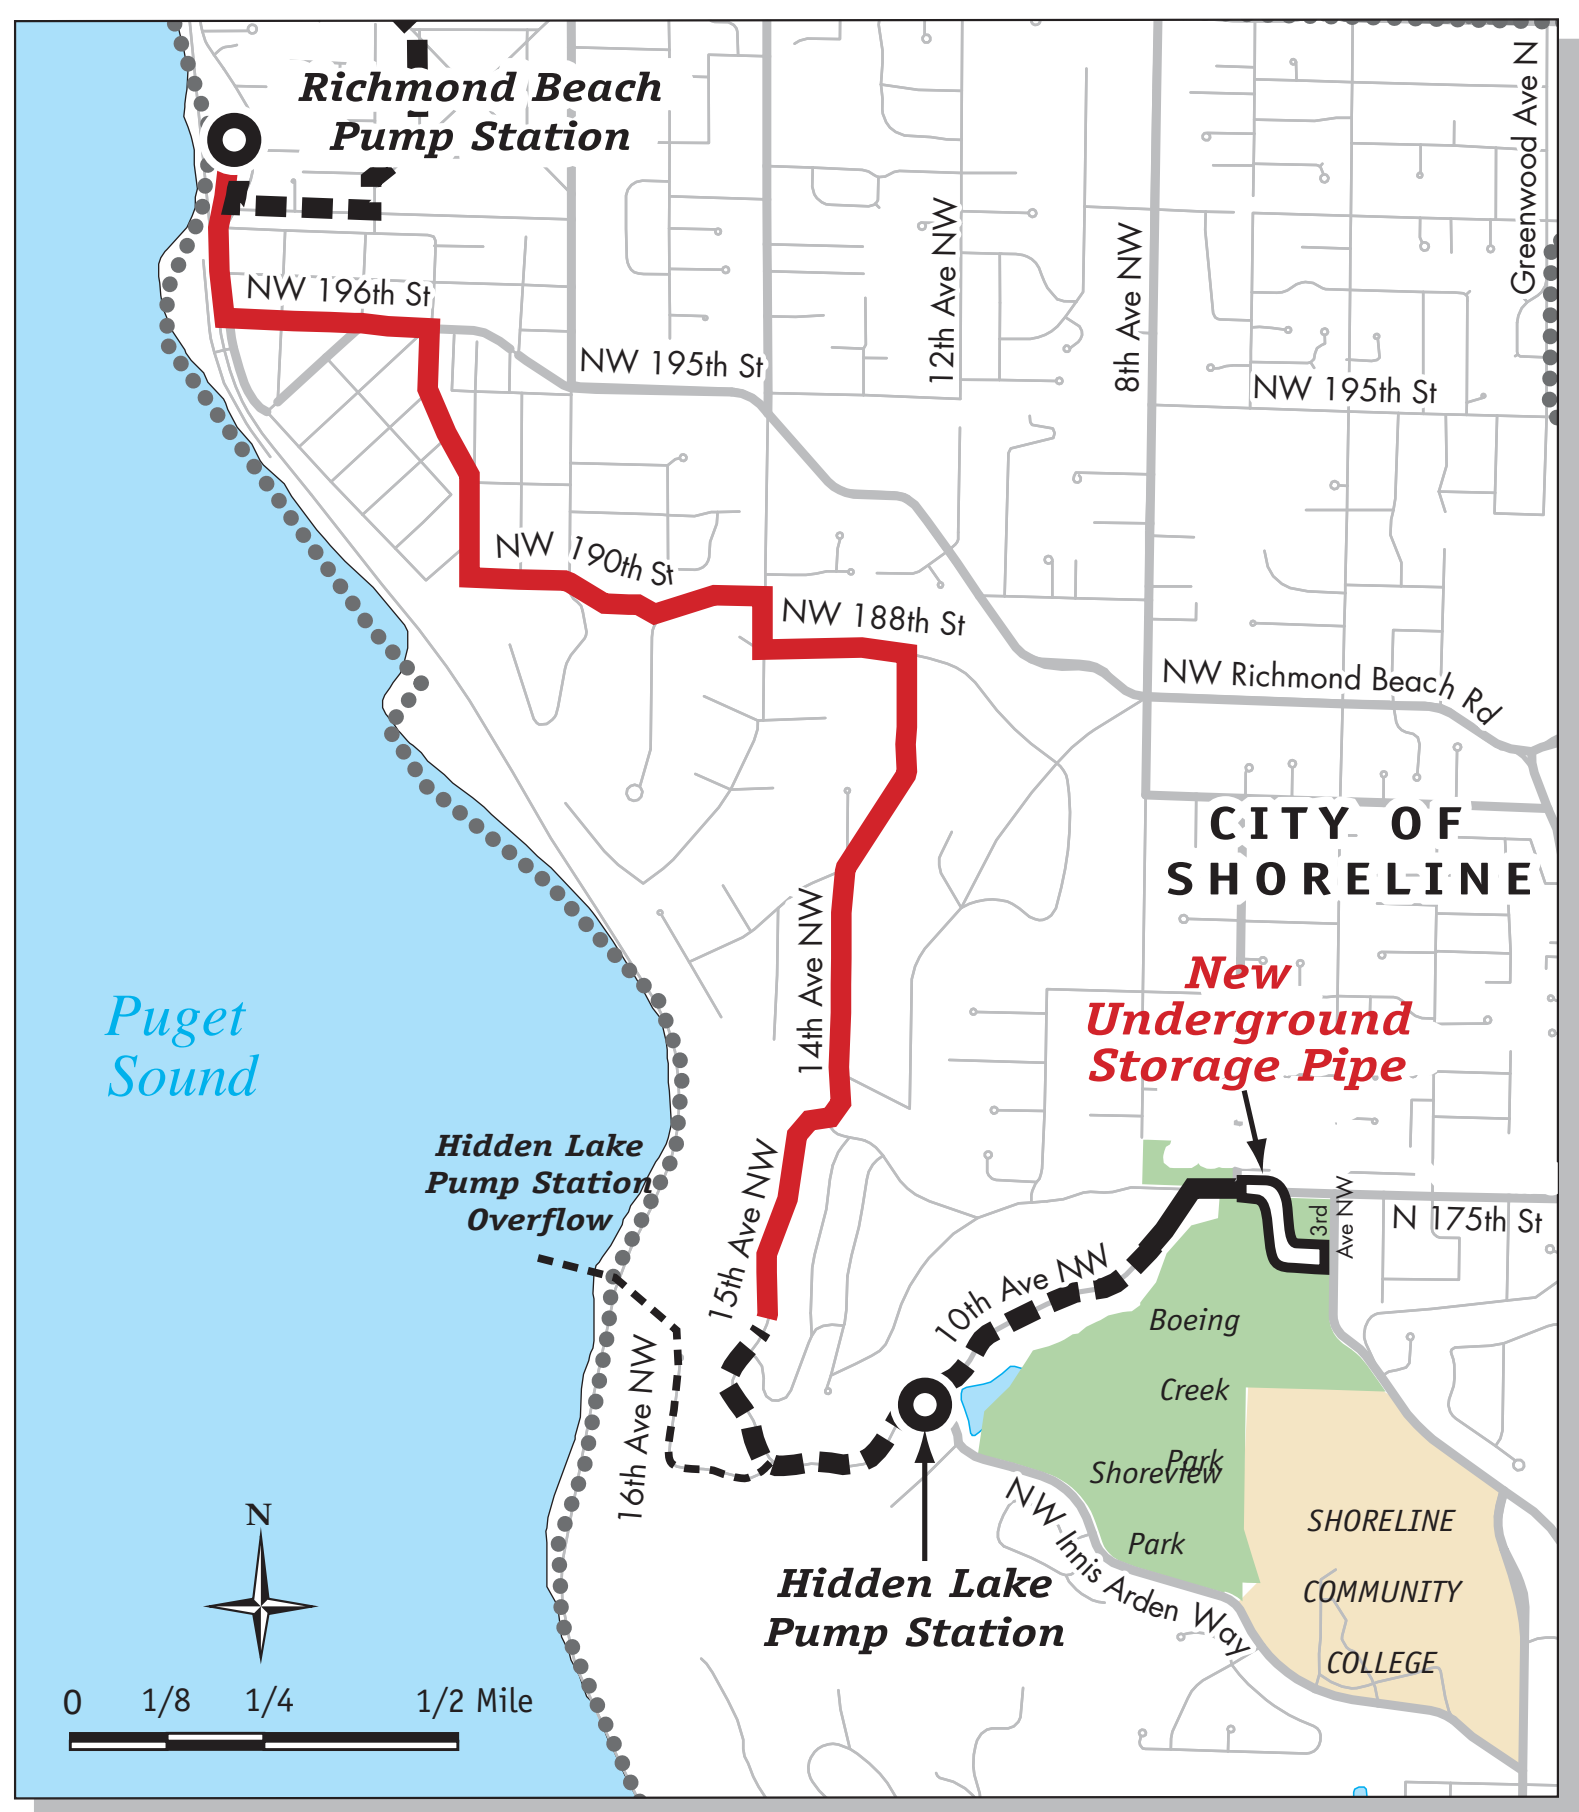 Richmond Beach
Pump Station
Greenwood Ave N
12th Ave NW
8th Ave NW
NW 196th St
NW 195th St
NW 195th St
NW 190th St
NW 188th St
NW Richmond Beach Rd
CITY OF
SHORELINE
14th Ave NW
New
Underground
Storage Pipe
Puget
Sound
Hidden Lake
Pump Station
Overflow
15th Ave NW
3rd
Ave NW
N 175th St
10th Ave NW
16th Ave NW
Boeing
Creek
Park
Shoreview
Park
NW Innis Arden Way
SHORELINE
COMMUNITY
COLLEGE
Hidden Lake
Pump Station
N
0 1/8 1/4 1/2 Mile